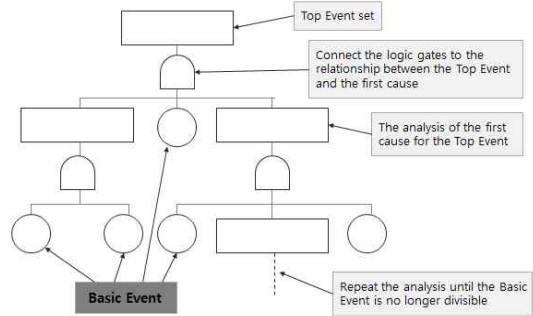 Top Event set
Connect the logic gates to the
relationship between the Top Event
and the first cause
The analysis of the first
cause for the Top Event
Repeat the analysis until the Basic
Event is no longer divisible
Basic Event